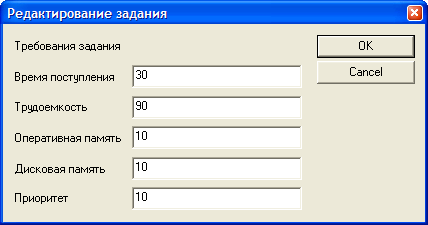 Редактирование задания
Требования задания
OK
Cancel
Время поступления 30
Трудоемкость 90
Оперативная память 10
Дисковая память 10
Приоритет 10